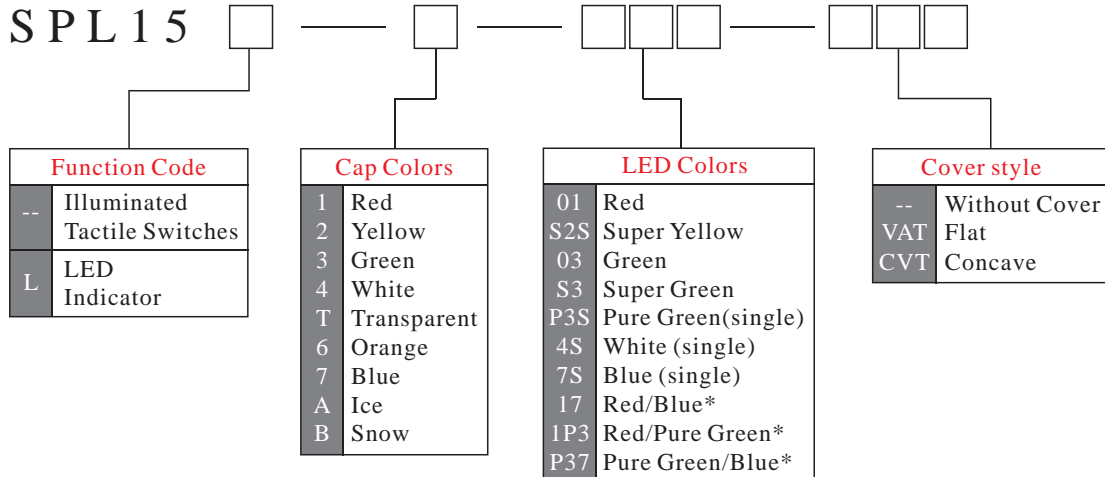 SPL15
Function Code
-- Illuminated
Tactile Switches
L LED
Indicator
Cap Colors
1 Red
2 Yellow
3 Green
4 White
T Transparent
6 Orange
7 Blue
A Ice
B Snow
LED Colors
01 Red
S2S Super Yellow
03 Green
S3 Super Green
P3S Pure Green(single)
4S White (single)
7S Blue (single)
17 Red/Blue*
1P3 Red/Pure Green*
P37 Pure Green/Blue*
Cover style
-- Without Cover
VAT Flat
CVT Concave